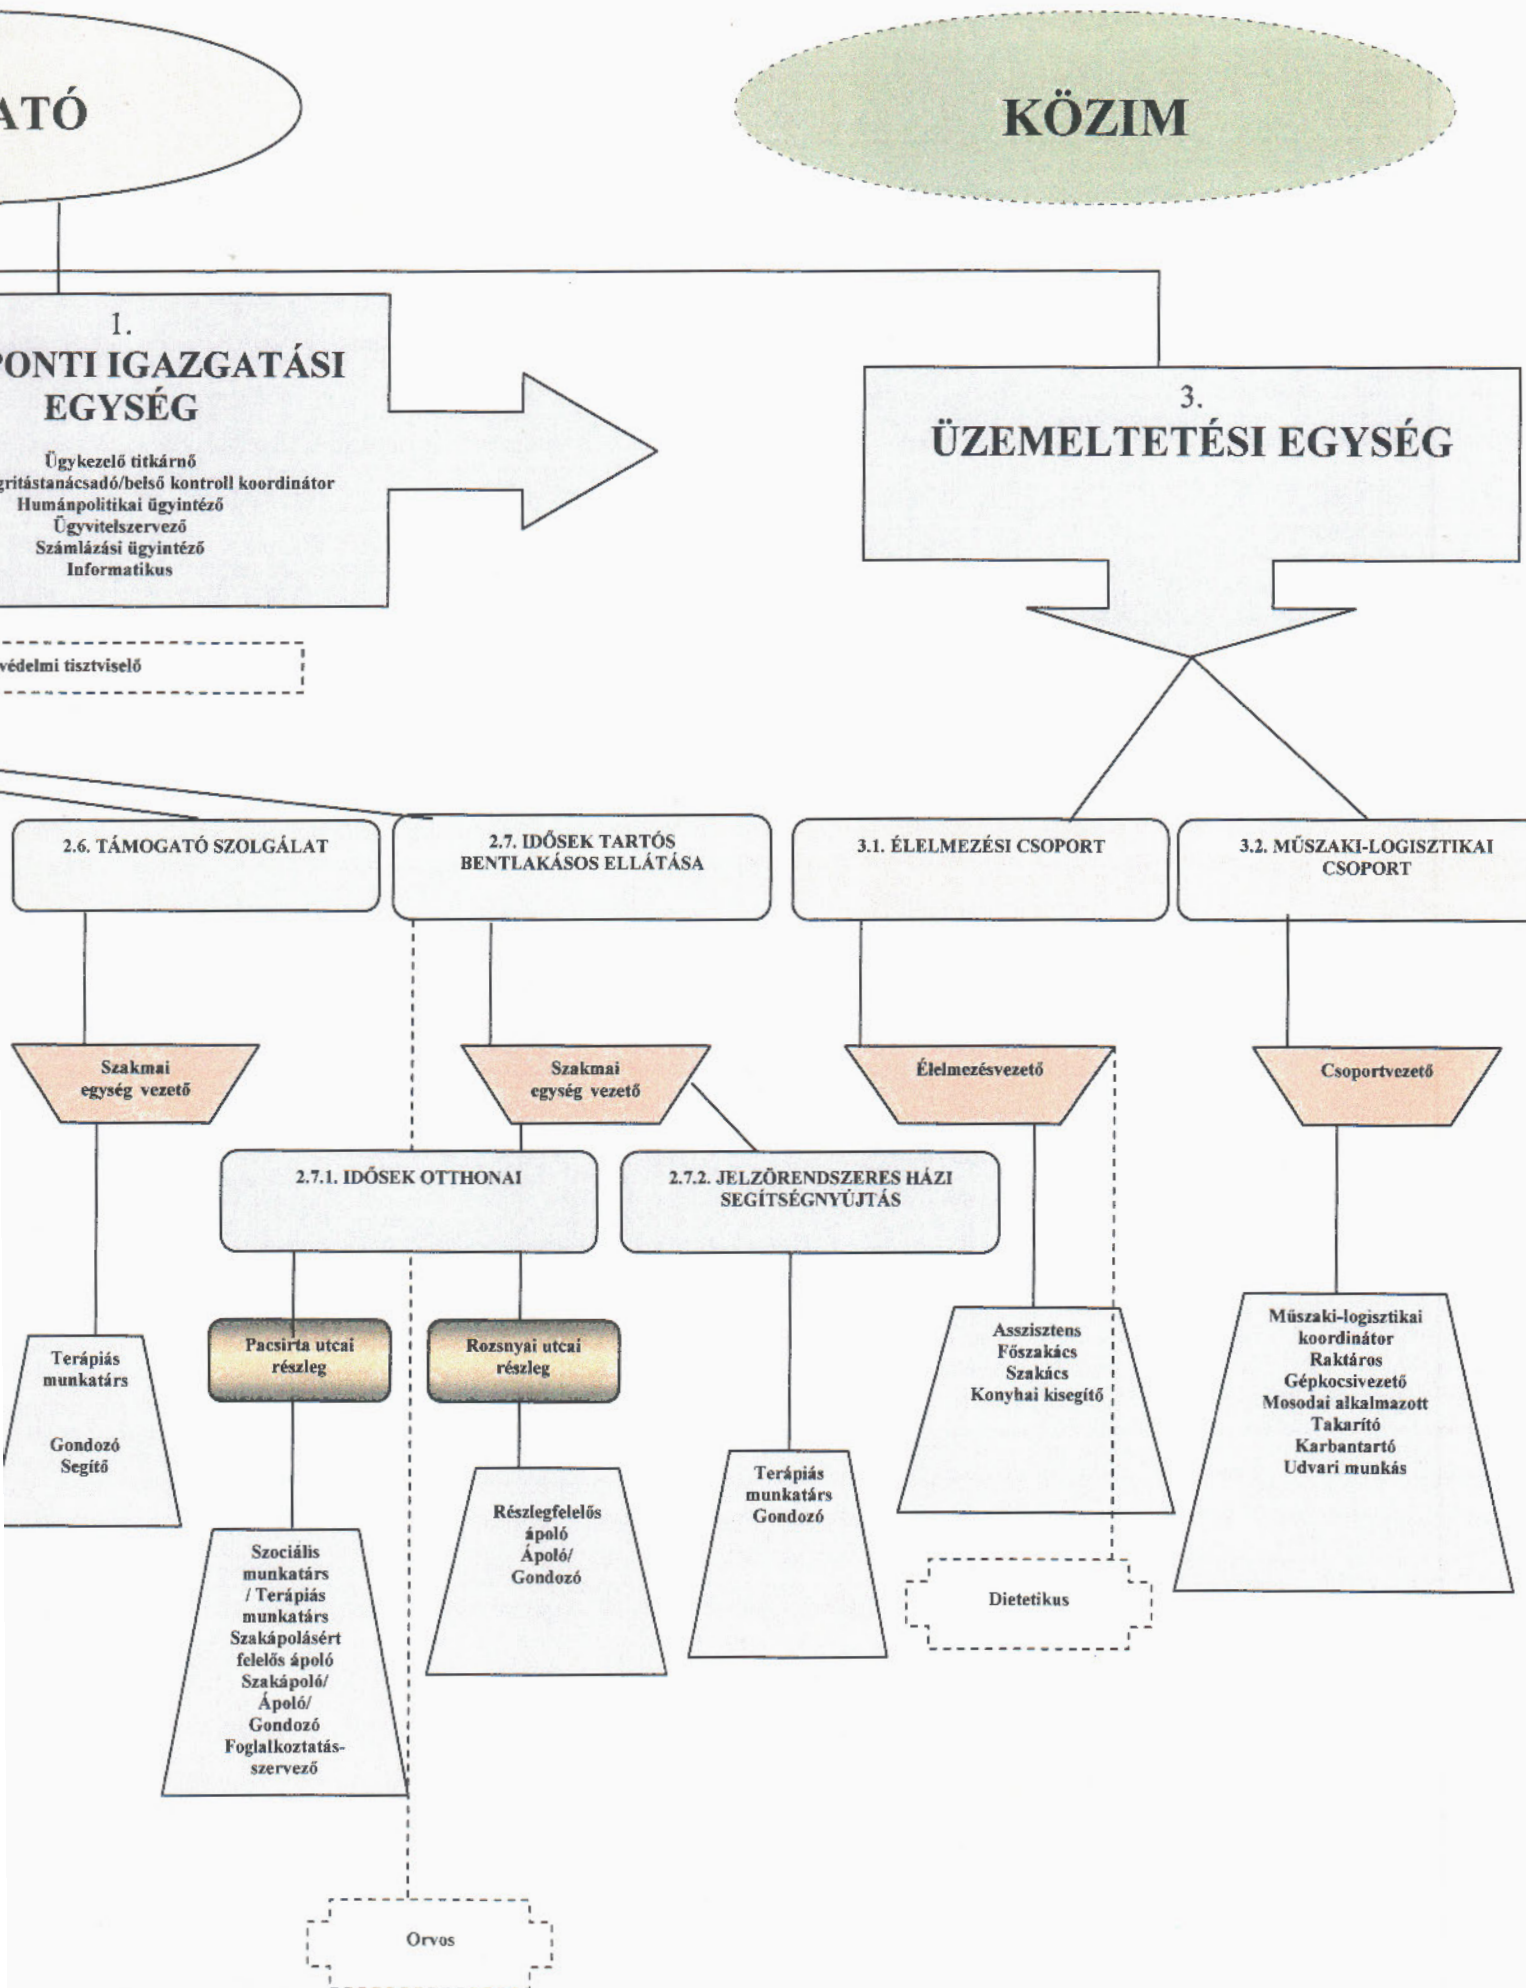 ATÓ
KÖZIM
1.
PONTI IGAZGATÁSI
EGYSÉG
Ügykezelő titkárnő
gritástanácsadó/belső kontroll koordinátor
Humánpolitikai ügyintéző
Ügyvitelszervező
Számlázási ügyintéző
Informatikus
védelmi tisztviselő
3.
ÜZEMELTETÉSI EGYSÉG
2.6. TÁMOGATÓ SZOLGÁLAT
2.7. IDŐSEK TARTÓS
BENTLAKÁSOS ELLÁTÁSA
3.1. ÉLELMEZÉSI CSOPORT
3.2. MŰSZAKI-LOGISZTIKAI
CSOPORT
Szakmai
egység vezető
Szakmai
egység vezető
Élelmezésvezető
Csoportvezető
2.7.1. IDŐSEK OTTHONAI
2.7.2. JELZŐRENDSZERES HÁZI
SEGÍTSÉGNYÚJTÁS
Terápiás
munkatárs
Gondozó
Segítő
Pacsirta utcai
részleg
Rozsnyai utcai
részleg
Szociális
munkatárs
/ Terápiás
munkatárs
Szakápolásért
felelős ápoló
Szakápoló/
Ápoló/
Gondozó
Foglalkoztatás-
szervező
Részlegfelelős
ápoló
Ápoló/
Gondozó
Terápiás
munkatárs
Gondozó
Asszisztens
Főszakács
Szakács
Konyhai kisegítő
Dietetikus
Műszaki-logisztikai
koordinátor
Raktáros
Gépkocsivezető
Mosodai alkalmazott
Takarító
Karbantartó
Udvari munkás
Orvos